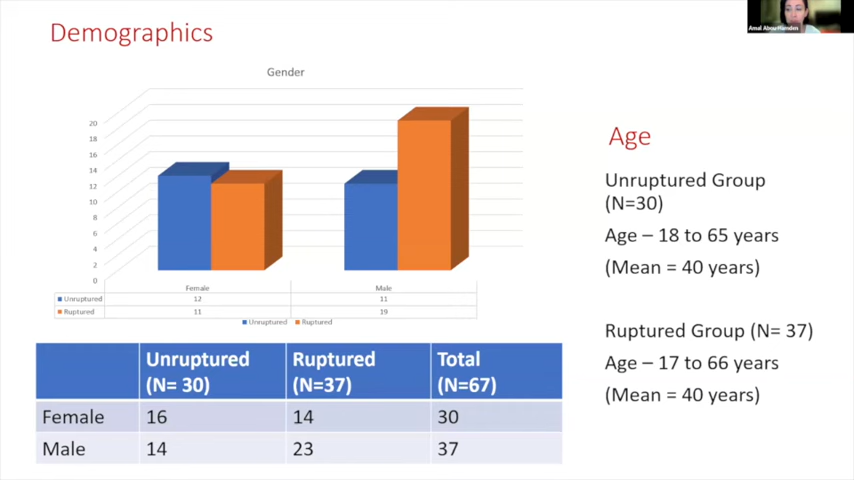 Demographics
Amal Abou-Hamden
Gender
20
18
16
14
12
10
8
6
4
2
0
Female Male
Unruptured 12 11
Ruptured 11 19
Unruptured Ruptured
Unruptured (N= 30) Ruptured (N=37) Total (N=67)
Female 16 14 30
Male 14 23 37
Age
Unruptured Group
(N=30)
Age – 18 to 65 years
(Mean = 40 years)
Ruptured Group (N= 37)
Age – 17 to 66 years
(Mean = 40 years)